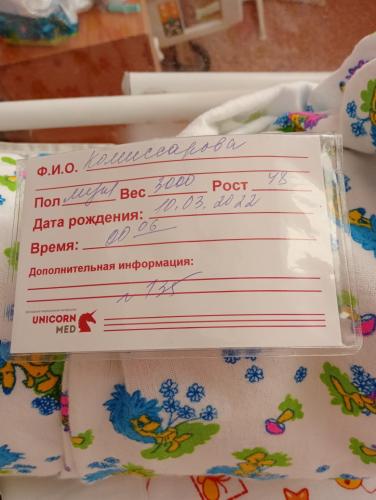 Ф.И.О. Комиссарова
Пол муж Вес 3000 Рост 48
Дата рождения: 10.03.2022
Время: 00 06
Дополнительная информация:
UNICORN
MED